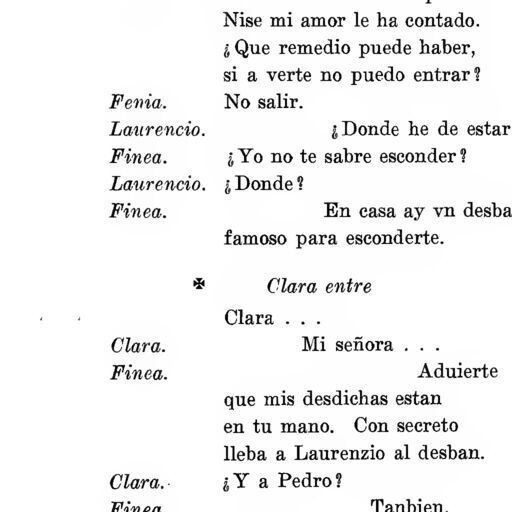 Nise mi amor le ha contado.
¿Que remedio puede haber,
si a verte no puedo entrar?
Fenia. No salir.
Laurencio. ¿Donde he de estar
Finea. ¿Yo no te sabre esconder?
Laurencio. ¿Donde?
Finea. En casa ay vn desba
famoso para esconderte.
✠ Clara entre
Clara . . .
Clara. Mi señora . . .
Finea. Aduierte
que mis desdichas estan
en tu mano. Con secreto
lleba a Laurenzio al desban.
Clara. ¿Y a Pedro?
Finea. Tanbien.